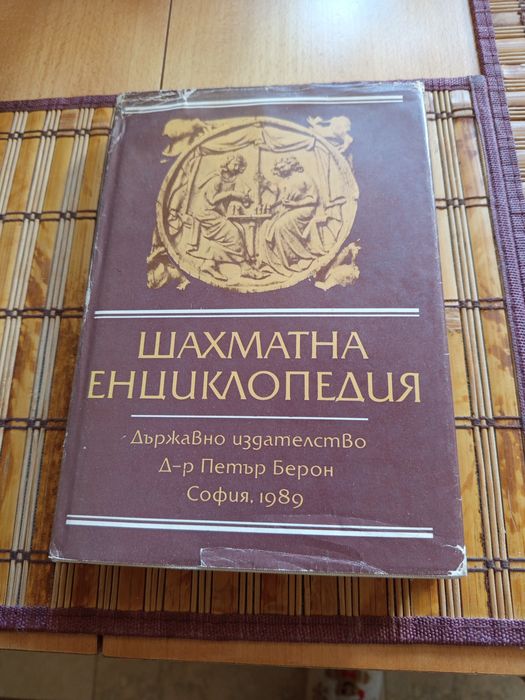 ШАХМАТНА
ЕНЦИКЛОПЕДИЯ
Държавно издателство
Д-р Петър Берон
София, 1989